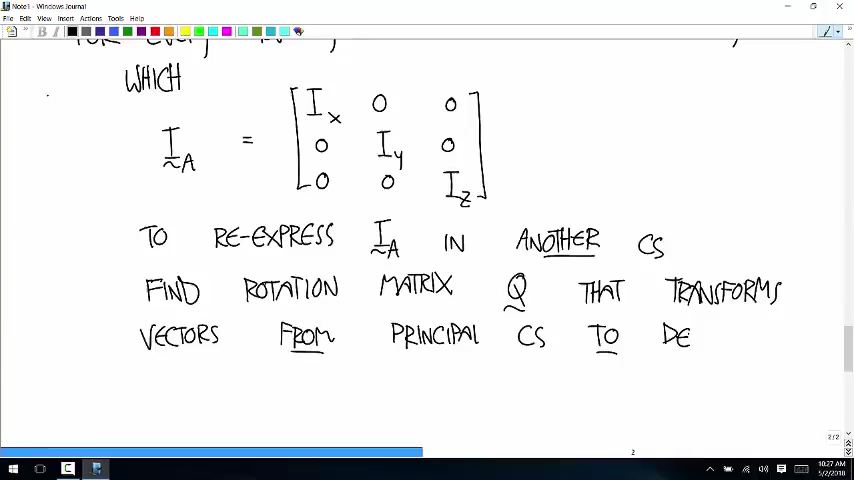 Note1 - Windows Journal
File Edit View Insert Actions Tools Help
FOR EVERY
WHICH
I_A = [ I_x 0 0
0 I_y 0
0 0 I_z ]
TO RE-EXPRESS I_A IN ANOTHER CS
FIND ROTATION MATRIX Q THAT TRANSFORMS
VECTORS FROM PRINCIPAL CS TO DE
2/2
2
10:27 AM
5/2/2018